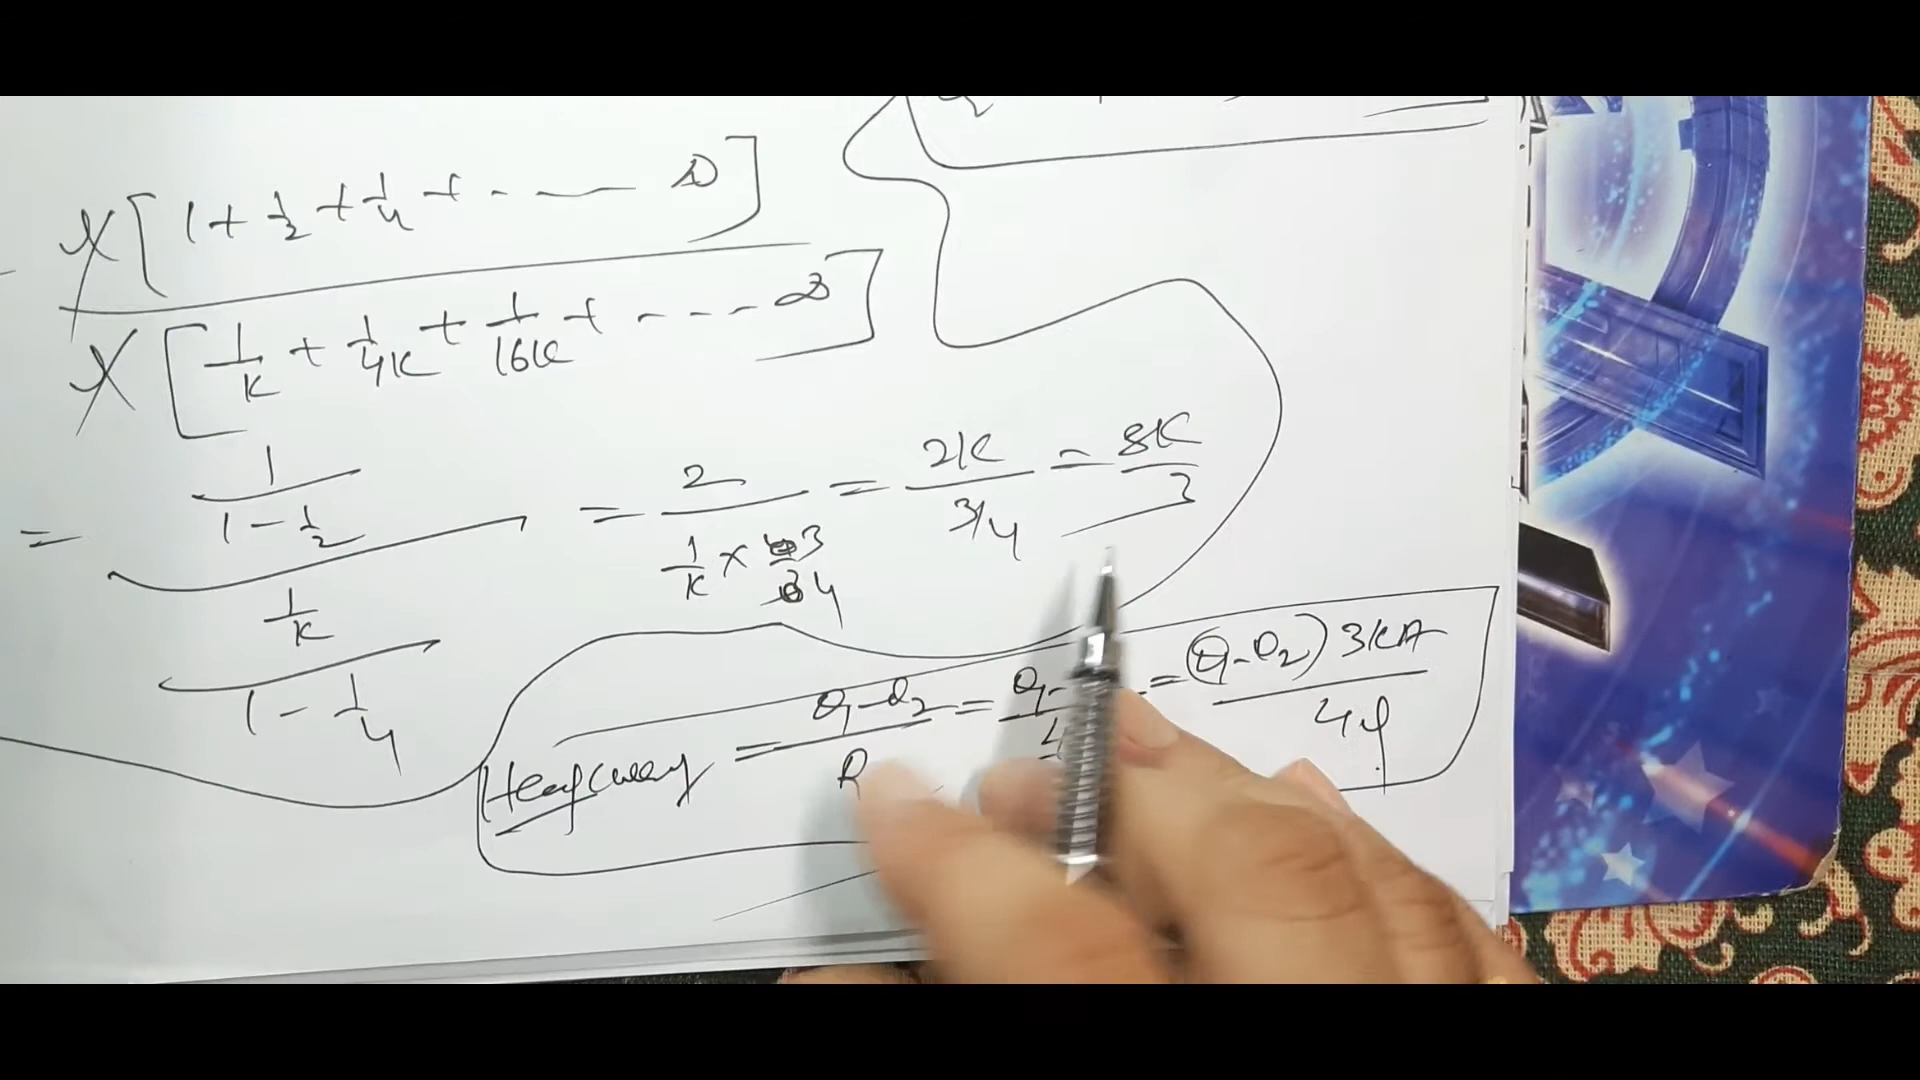 x[1 + 1/2 + 1/4 + - - - ∞]
x[1/K + 1/4K + 1/16K + - - - - ∞]
= (1/(1 - 1/2)) / ((1/K)/(1 - 1/4)) = 2/(1/K × 3/4) = 2K/(3/4) = 8K/3
= θ1-θ2/R = θ1- = (θ1-θ2) 3KA/4l